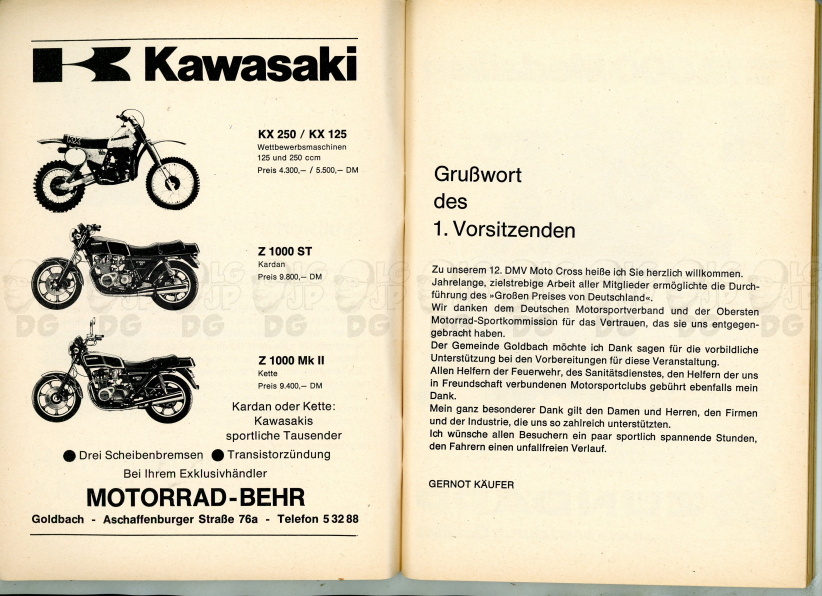 Kawasaki
KX 250 / KX 125
Wettbewerbsmaschinen
125 und 250 ccm
Preis 4.300,– / 5.500,– DM
Z 1000 ST
Kardan
Preis 9.800,– DM
Z 1000 Mk II
Kette
Preis 9.400,– DM
Kardan oder Kette:
Kawasakis
sportliche Tausender
● Drei Scheibenbremsen ● Transistorzündung
Bei Ihrem Exklusivhändler
MOTORRAD-BEHR
Goldbach - Aschaffenburger Straße 76a - Telefon 5 32 88
Grußwort
des
1. Vorsitzenden
Zu unserem 12. DMV Moto Cross heiße ich Sie herzlich willkommen.
Jahrelange, zielstrebige Arbeit aller Mitglieder ermöglichte die Durch-
führung des »Großen Preises von Deutschland«.
Wir danken dem Deutschen Motorsportverband und der Obersten
Motorrad-Sportkommission für das Vertrauen, das sie uns entgegen-
gebracht haben.
Der Gemeinde Goldbach möchte ich Dank sagen für die vorbildliche
Unterstützung bei den Vorbereitungen für diese Veranstaltung.
Allen Helfern der Feuerwehr, des Sanitätsdienstes, den Helfern der uns
in Freundschaft verbundenen Motorsportclubs gebührt ebenfalls mein
Dank.
Mein ganz besonderer Dank gilt den Damen und Herren, den Firmen
und der Industrie, die uns so zahlreich unterstützten.
Ich wünsche allen Besuchern ein paar sportlich spannende Stunden,
den Fahrern einen unfallfreien Verlauf.
GERNOT KÄUFER